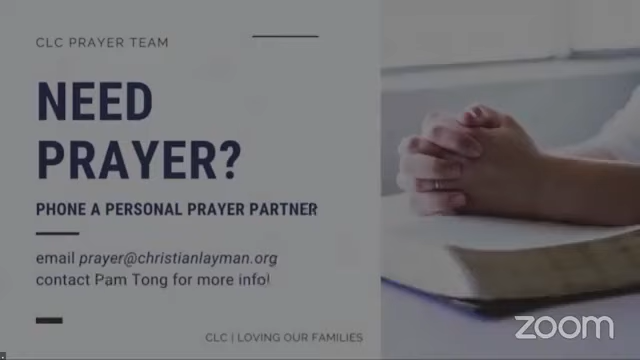 CLC PRAYER TEAM
NEED
PRAYER?
PHONE A PERSONAL PRAYER PARTNER
email prayer@christianlayman.org
contact Pam Tong for more info!
CLC | LOVING OUR FAMILIES
zoom